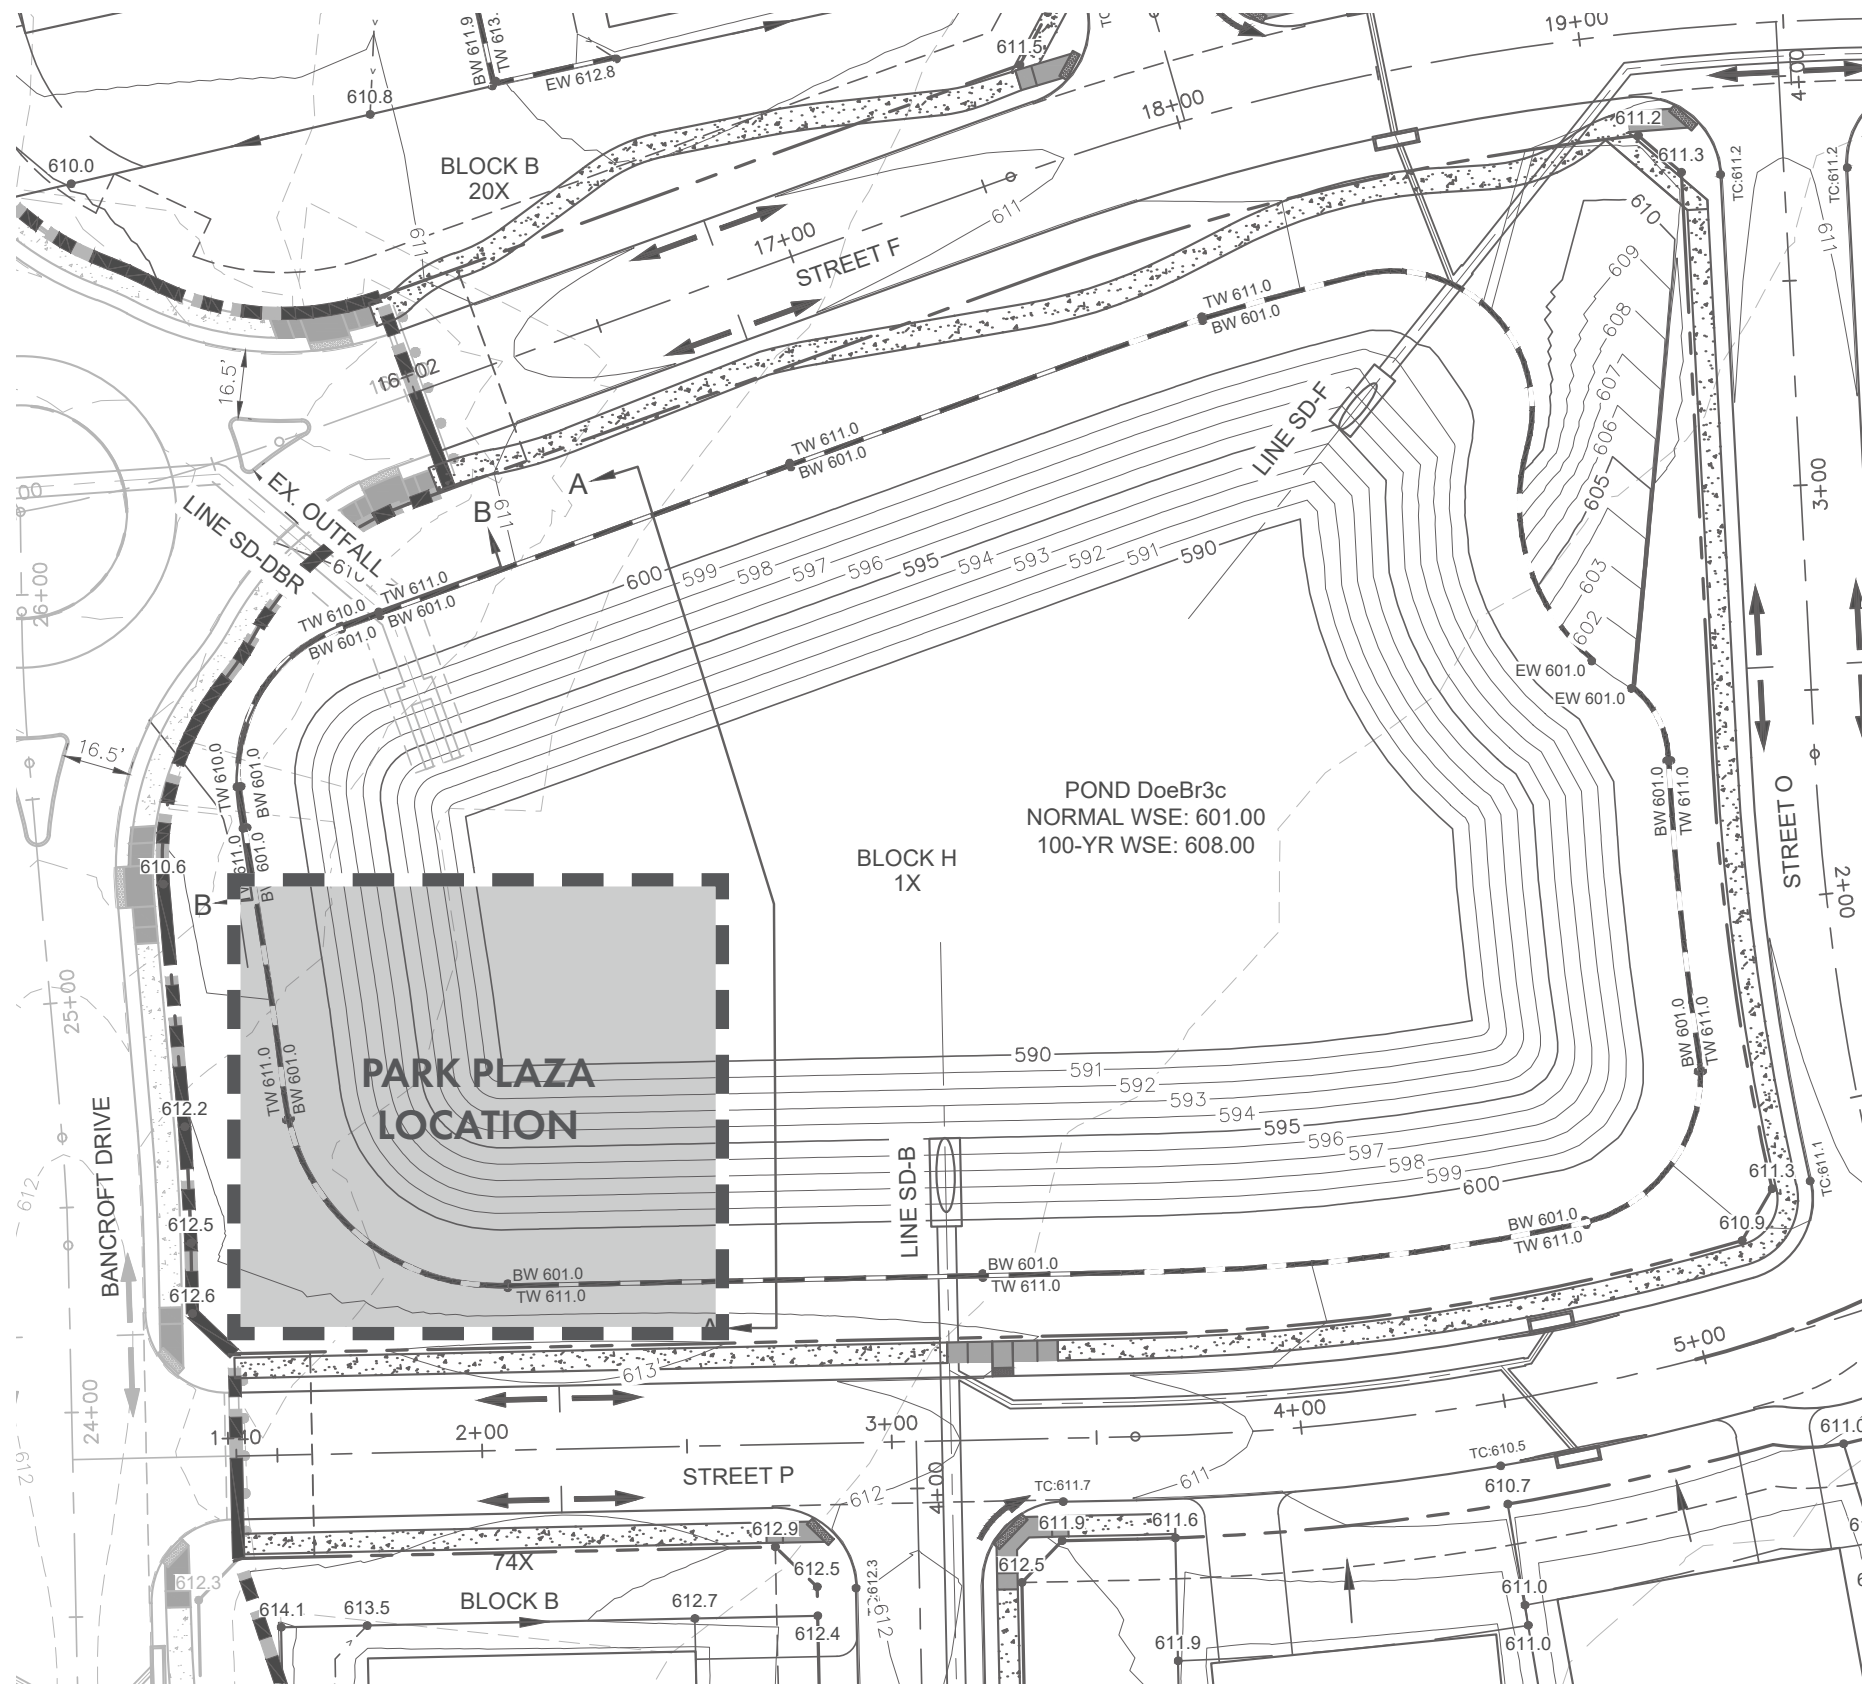 19+00
BW 611.9
TW 613.
611.5
TC
4+00
EW 612.8
610.8
18+00
611.2
610.0
BLOCK B
20X
611
611.3
TC:611.2
TC:611.2
611
610
611
17+00
STREET F
609
TW 611.0
BW 601.0
608
16.5'
16+02
607
LINE SD-F
606
TW 611.0
BW 601.0
A
605
3+00
00
EX. OUTFALL
LINE SD-DBR
B
611
610
600
599
598
597
596
595
594
593
592
591
590
603
26+00
TW 610.0
BW 601.0
TW 611.0
BW 601.0
602
EW 601.0
EW 601.0
16.5'
TW 610.0
BW 601.0
POND DoeBr3c
NORMAL WSE: 601.00
100-YR WSE: 608.00
BW 601.0
TW 611.0
STREET O
2+00
611.0
601.0
610.6
BLOCK H
1X
B
25+00
BW 601.0
TW 611.0
TW 611.0
BW 601.0
PARK PLAZA
LOCATION
590
591
592
593
594
595
596
597
598
599
600
612.2
BANCROFT DRIVE
612
LINE SD-B
611.3
TC:611.1
612.5
610.9
BW 601.0
TW 611.0
612.6
BW 601.0
TW 611.0
BW 601.0
TW 611.0
A
5+00
613
24+00
1+40
2+00
3+00
4+00
611.0
612
STREET P
TC:610.5
611
612
4+00
TC:611.7
610.7
612.9
611.9
611.6
74X
612.5
612.5
612.3
TC:612.3
614.1
613.5
BLOCK B
612.7
612.4
612
611.0
611.9
611.0